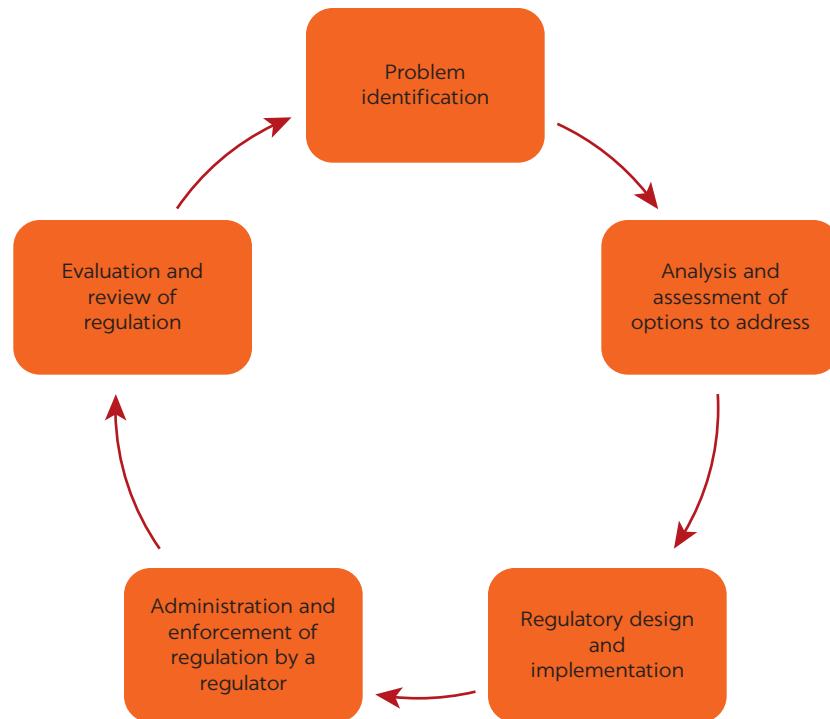 Problem
identification
Analysis and
assessment of
options to address
Regulatory design
and
implementation
Administration and
enforcement of
regulation by a
regulator
Evaluation and
review of
regulation